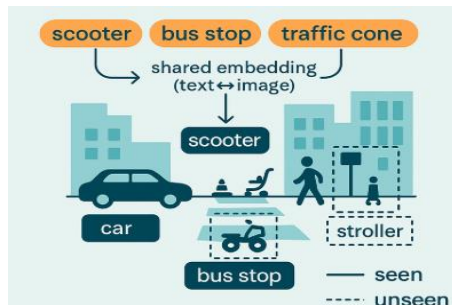 scooter bus stop traffic cone
shared embedding
(text↔image)
scooter
car
stroller
bus stop
seen
unseen